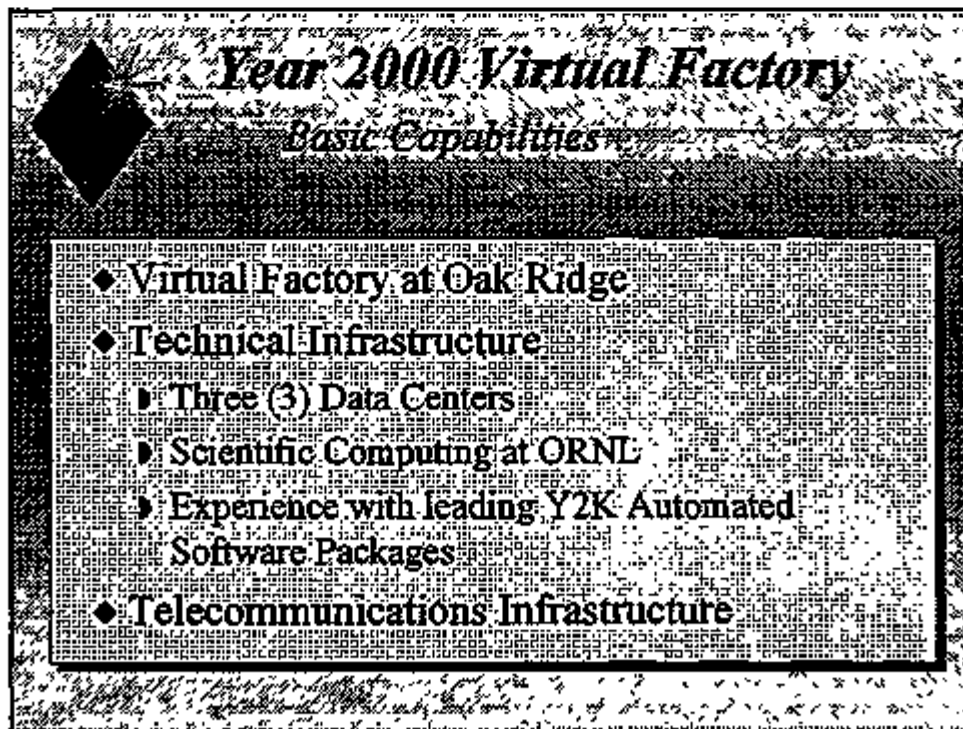 Year 2000 Virtual Factory
Basic Capabilities
◆ Virtual Factory at Oak Ridge
◆ Technical Infrastructure
◗ Three (3) Data Centers
◗ Scientific Computing at ORNL
◗ Experience with leading Y2K Automated
Software Packages
◆ Telecommunications Infrastructure